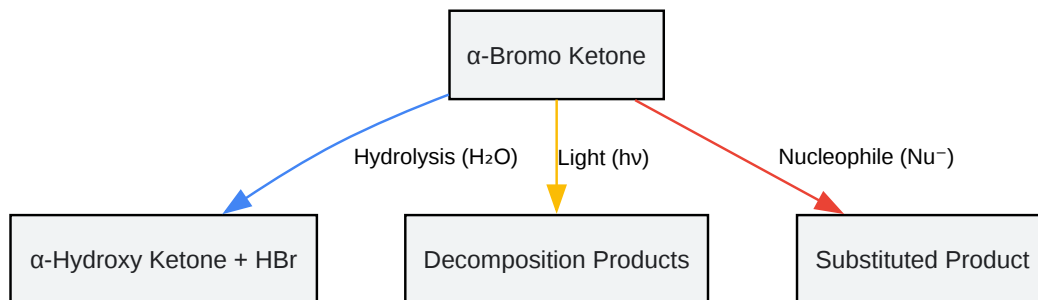 α-Bromo Ketone
Hydrolysis (H₂O)
Light (hν)
Nucleophile (Nu⁻)
α-Hydroxy Ketone + HBr
Decomposition Products
Substituted Product